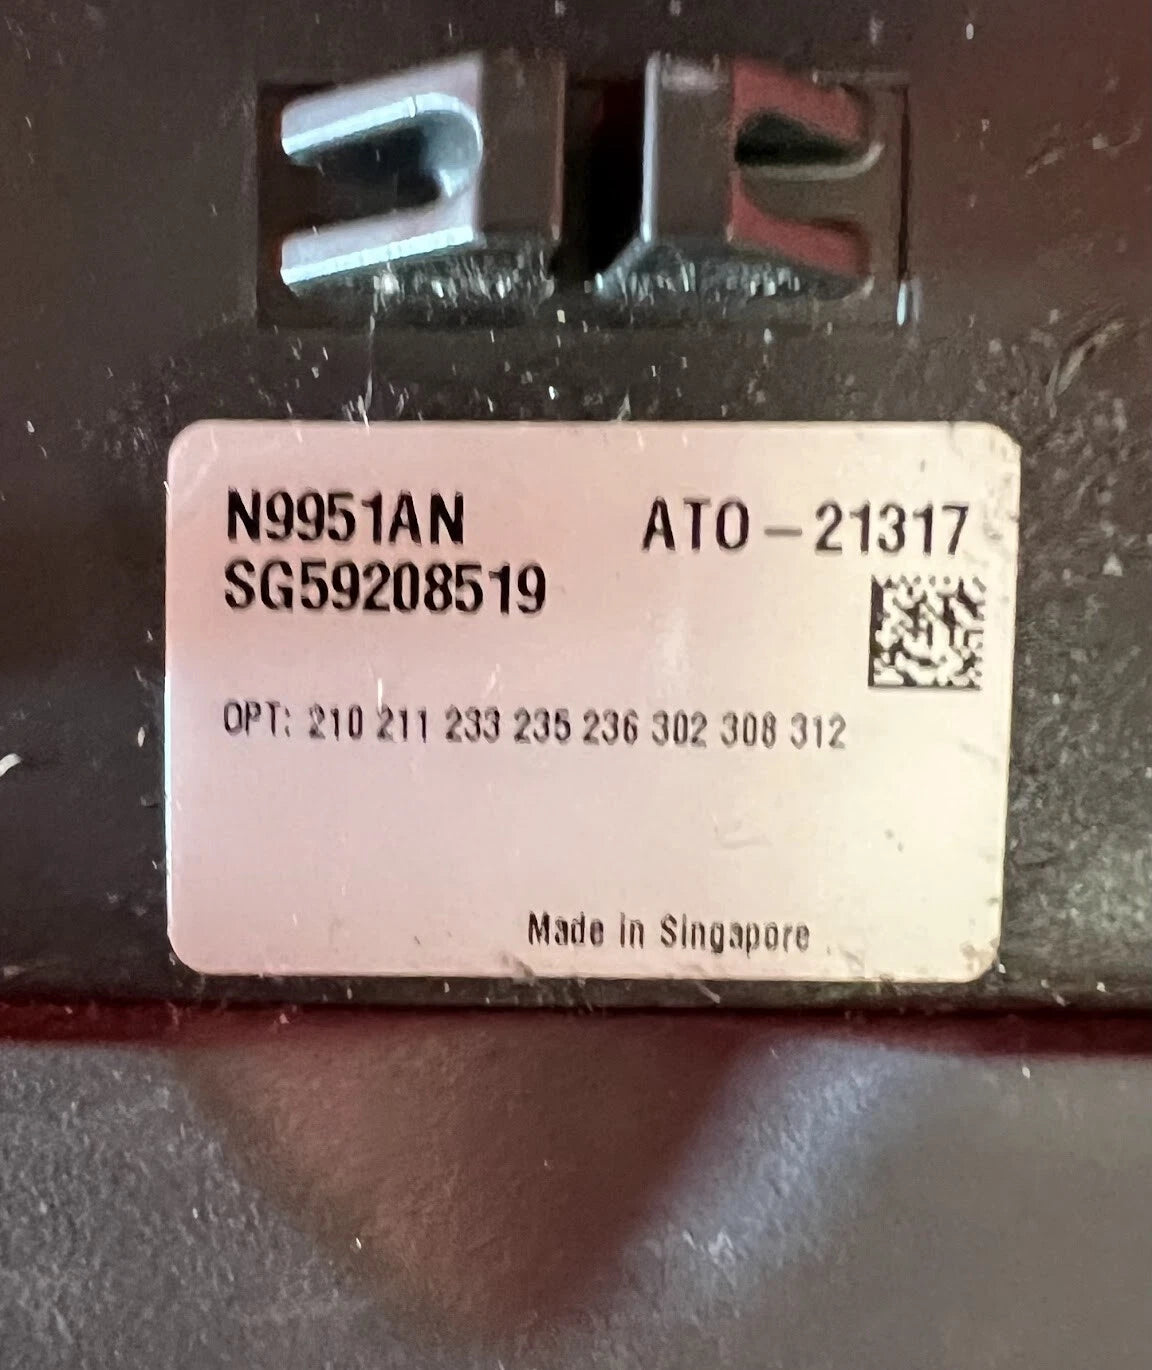 N9951AN ATO-21317
SG59208519
OPT: 210 211 233 235 236 302 308 312
Made in Singapore